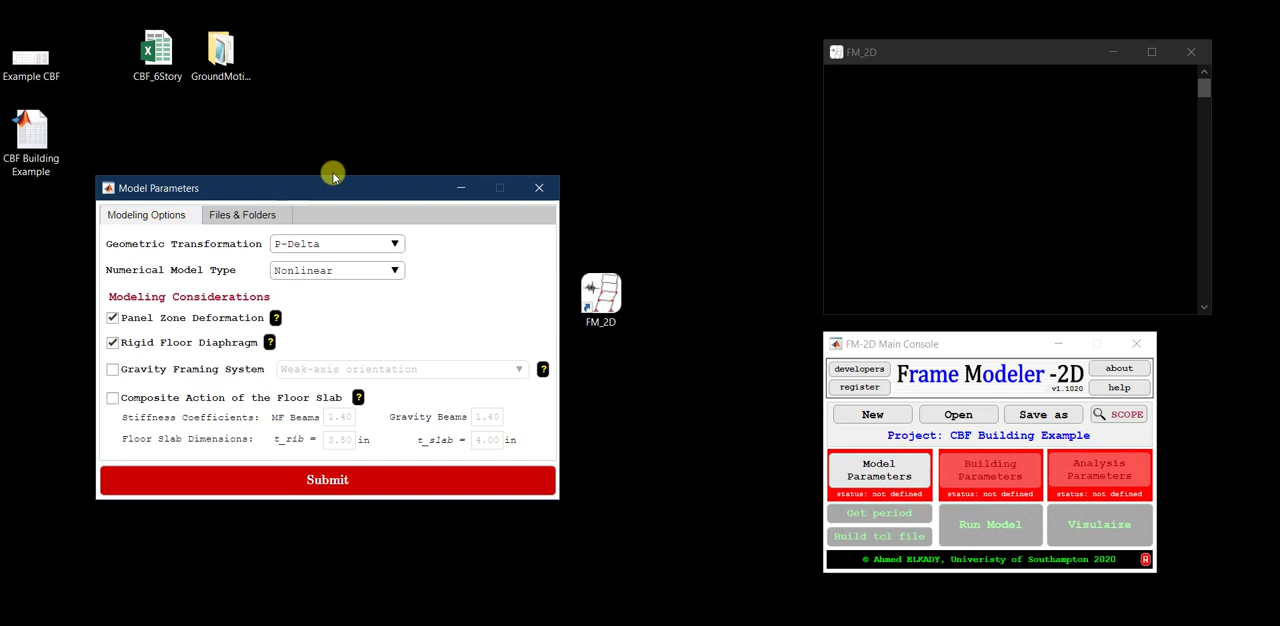 Example CBF
CBF_6Story
GroundMoti...
CBF Building
Example
Model Parameters
Modeling Options
Files & Folders
Geometric Transformation
P-Delta
Numerical Model Type
Nonlinear
Modeling Considerations
Panel Zone Deformation ?
Rigid Floor Diaphragm ?
Gravity Framing System
Weak-axis orientation
?
Composite Action of the Floor Slab ?
Stiffness Coefficients: MF Beams 1.40 Gravity Beams 1.40
Floor Slab Dimensions: t_rib = 3.50 in t_slab = 4.00 in
Submit
FM_2D
FM_2D
FM-2D Main Console
developers
register
Frame Modeler -2D
v1.1020
about
help
New
Open
Save as
SCOPE
Project: CBF Building Example
Model
Parameters
status: not defined
Building
Parameters
status: not defined
Analysis
Parameters
status: not defined
Get period
Build tcl file
Run Model
Visulaize
© Ahmed ELKADY, Univeristy of Southampton 2020
R